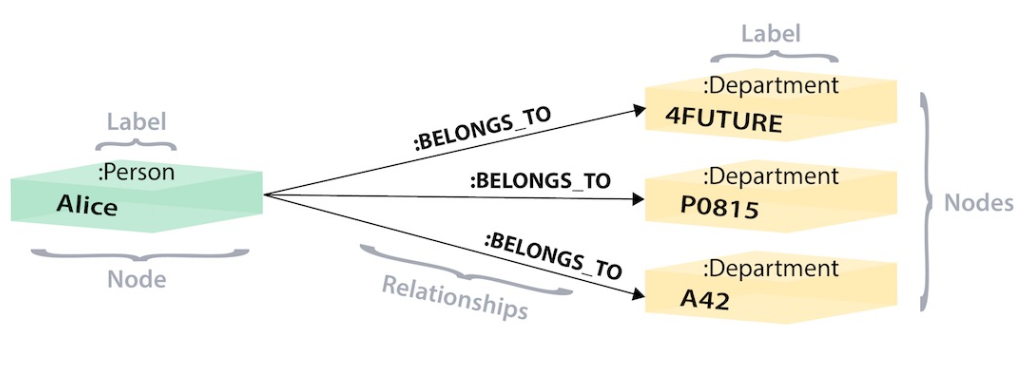 Label
:Person
Alice
Node
:BELONGS_TO
:BELONGS_TO
:BELONGS_TO
Relationships
Label
:Department
4FUTURE
:Department
P0815
:Department
A42
Nodes